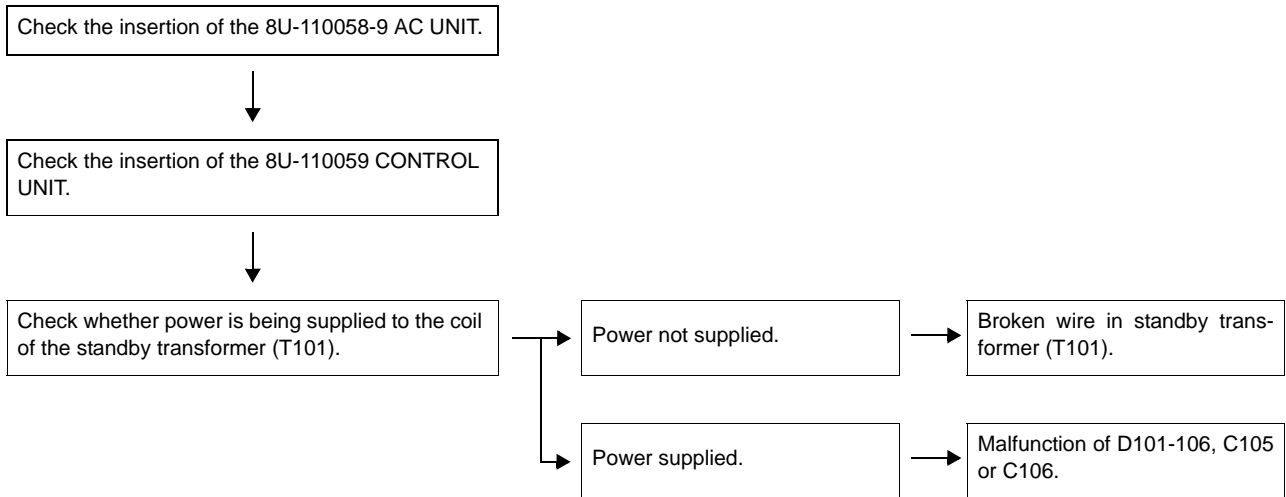 Check the insertion of the 8U-110058-9 AC UNIT.
Check the insertion of the 8U-110059 CONTROL
UNIT.
Check whether power is being supplied to the coil
of the standby transformer (T101).
Power not supplied.
Broken wire in standby trans-
former (T101).
Power supplied.
Malfunction of D101-106, C105
or C106.